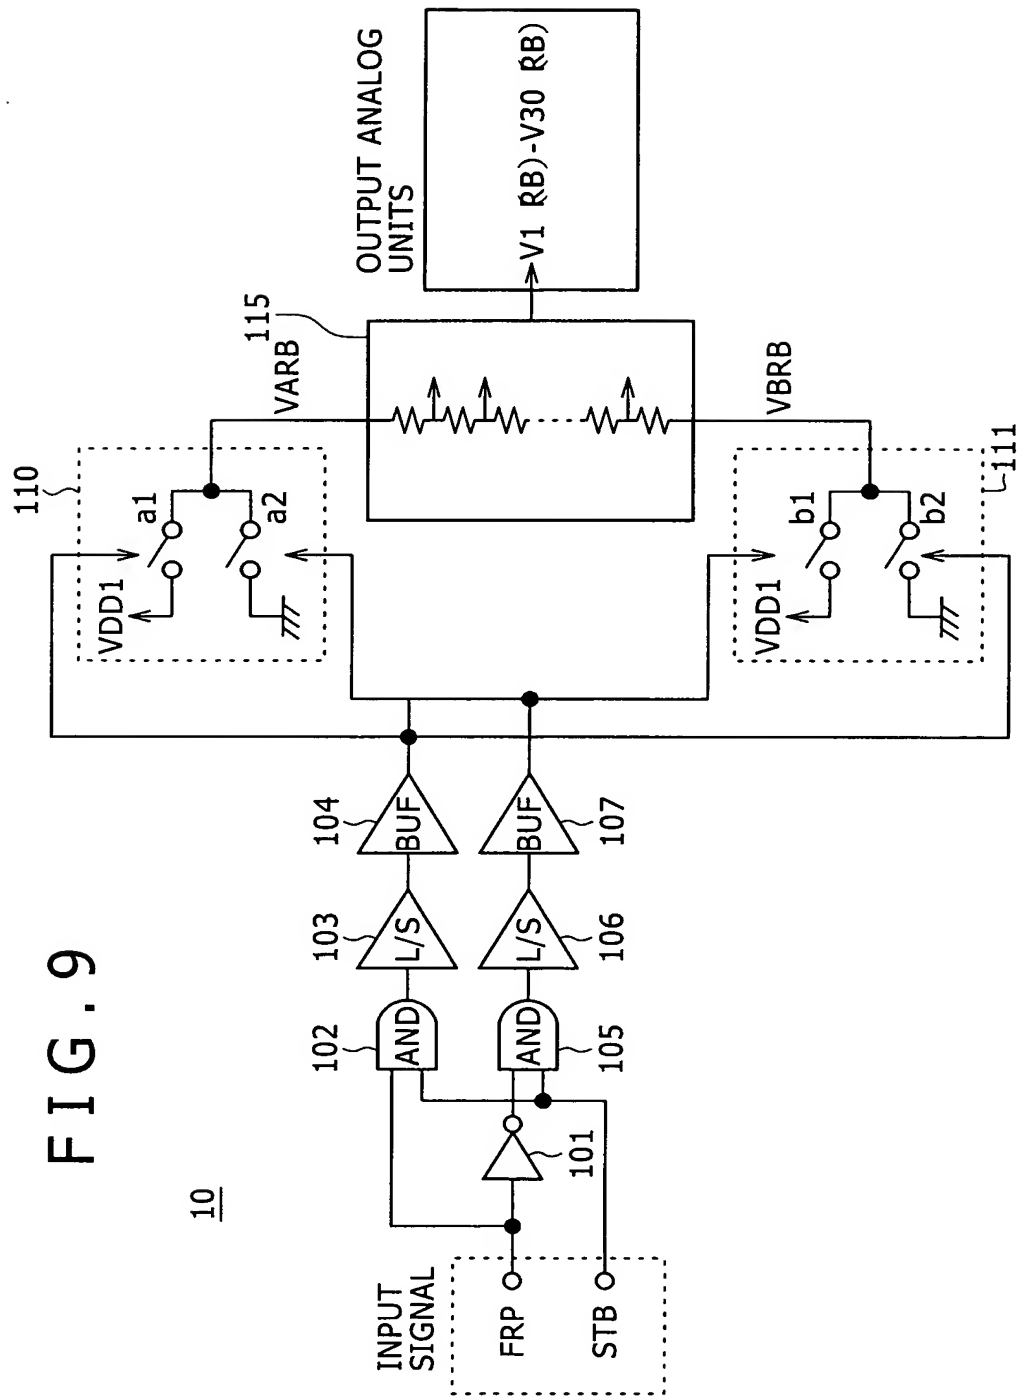 FIG.9
10
INPUT
SIGNAL
FRP
STB
101
102
AND
103
L/S
104
BUF
105
AND
106
L/S
107
BUF
110
VDD1
a1
a2
VARB
115
OUTPUT ANALOG
UNITS
V1 RB)-V30 RB)
VDD1
b1
b2
VBRB
111